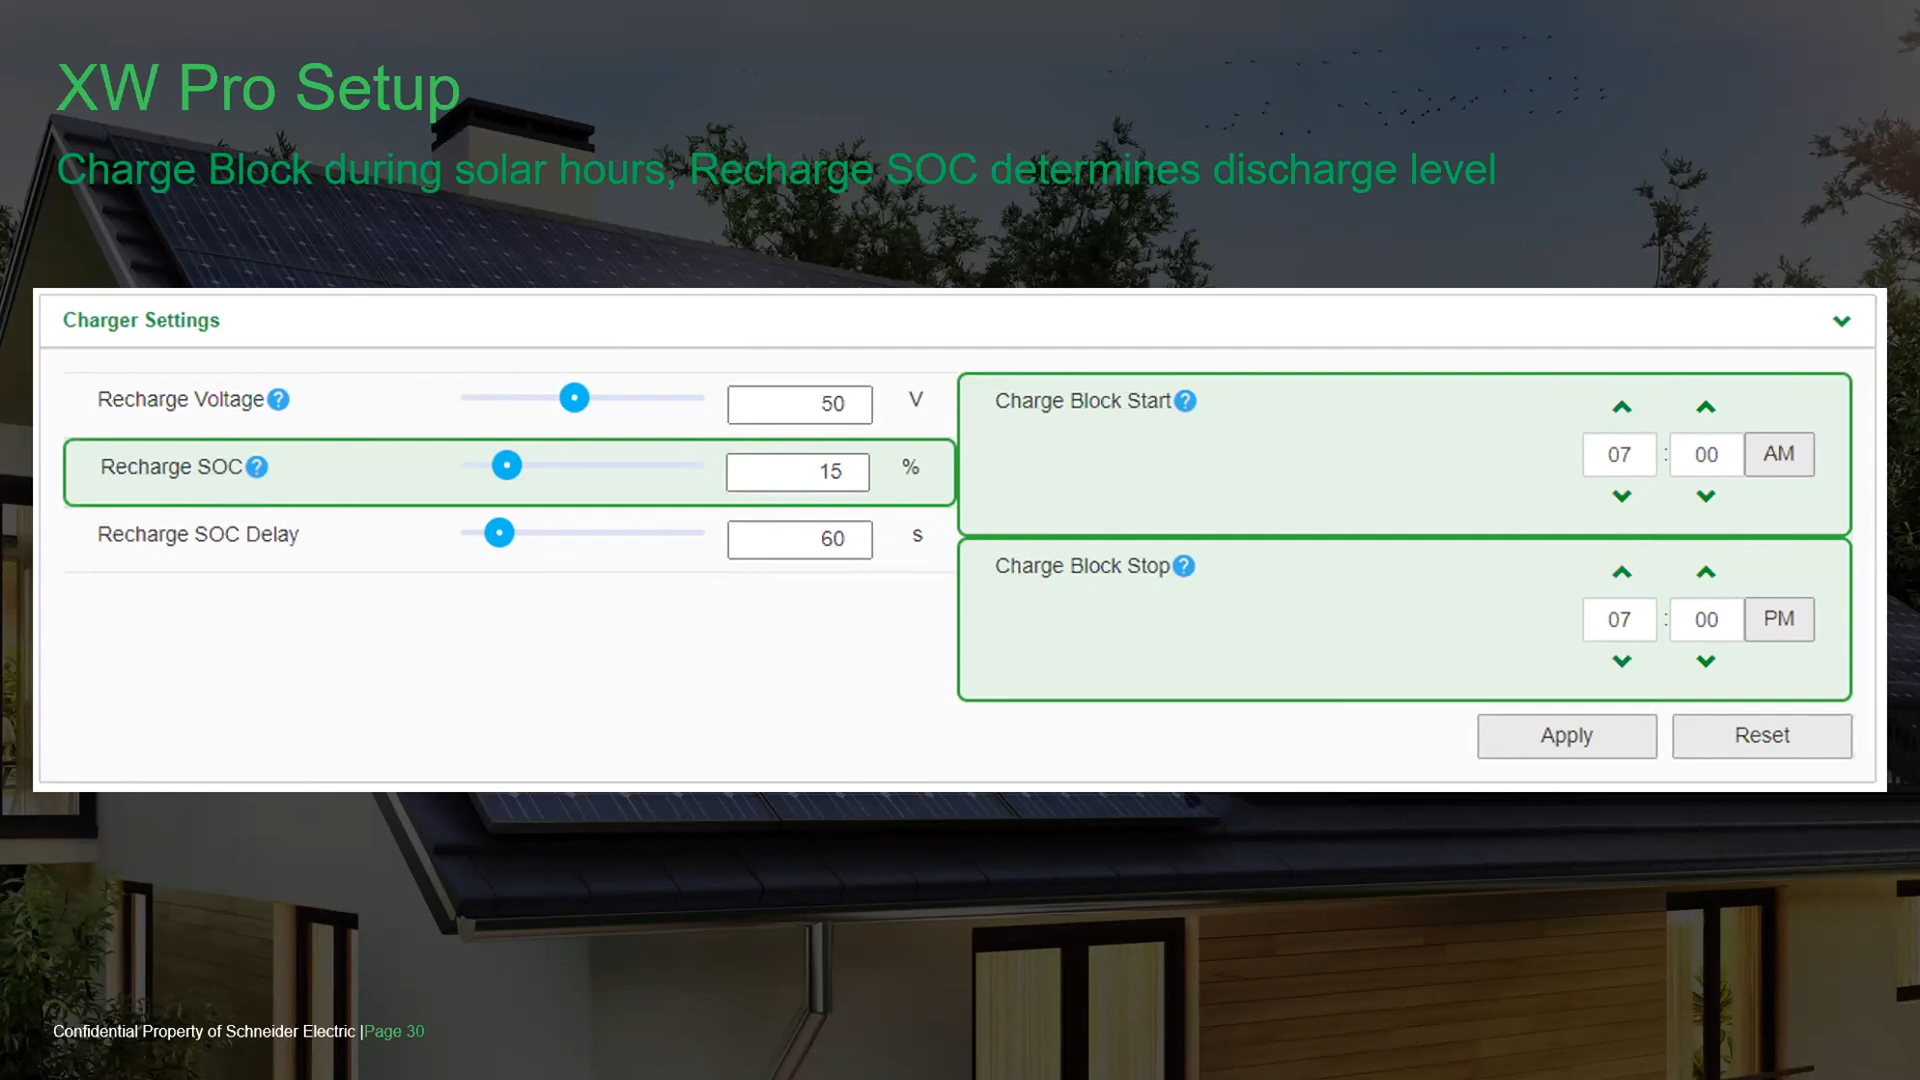 XW Pro Setup
Charge Block during solar hours, Recharge SOC determines discharge level
Charger Settings
Recharge Voltage ? 50 V
Recharge SOC ? 15 %
Recharge SOC Delay 60 s
Charge Block Start ?
07 : 00 AM
Charge Block Stop ?
07 : 00 PM
Apply Reset
Confidential Property of Schneider Electric |Page 30